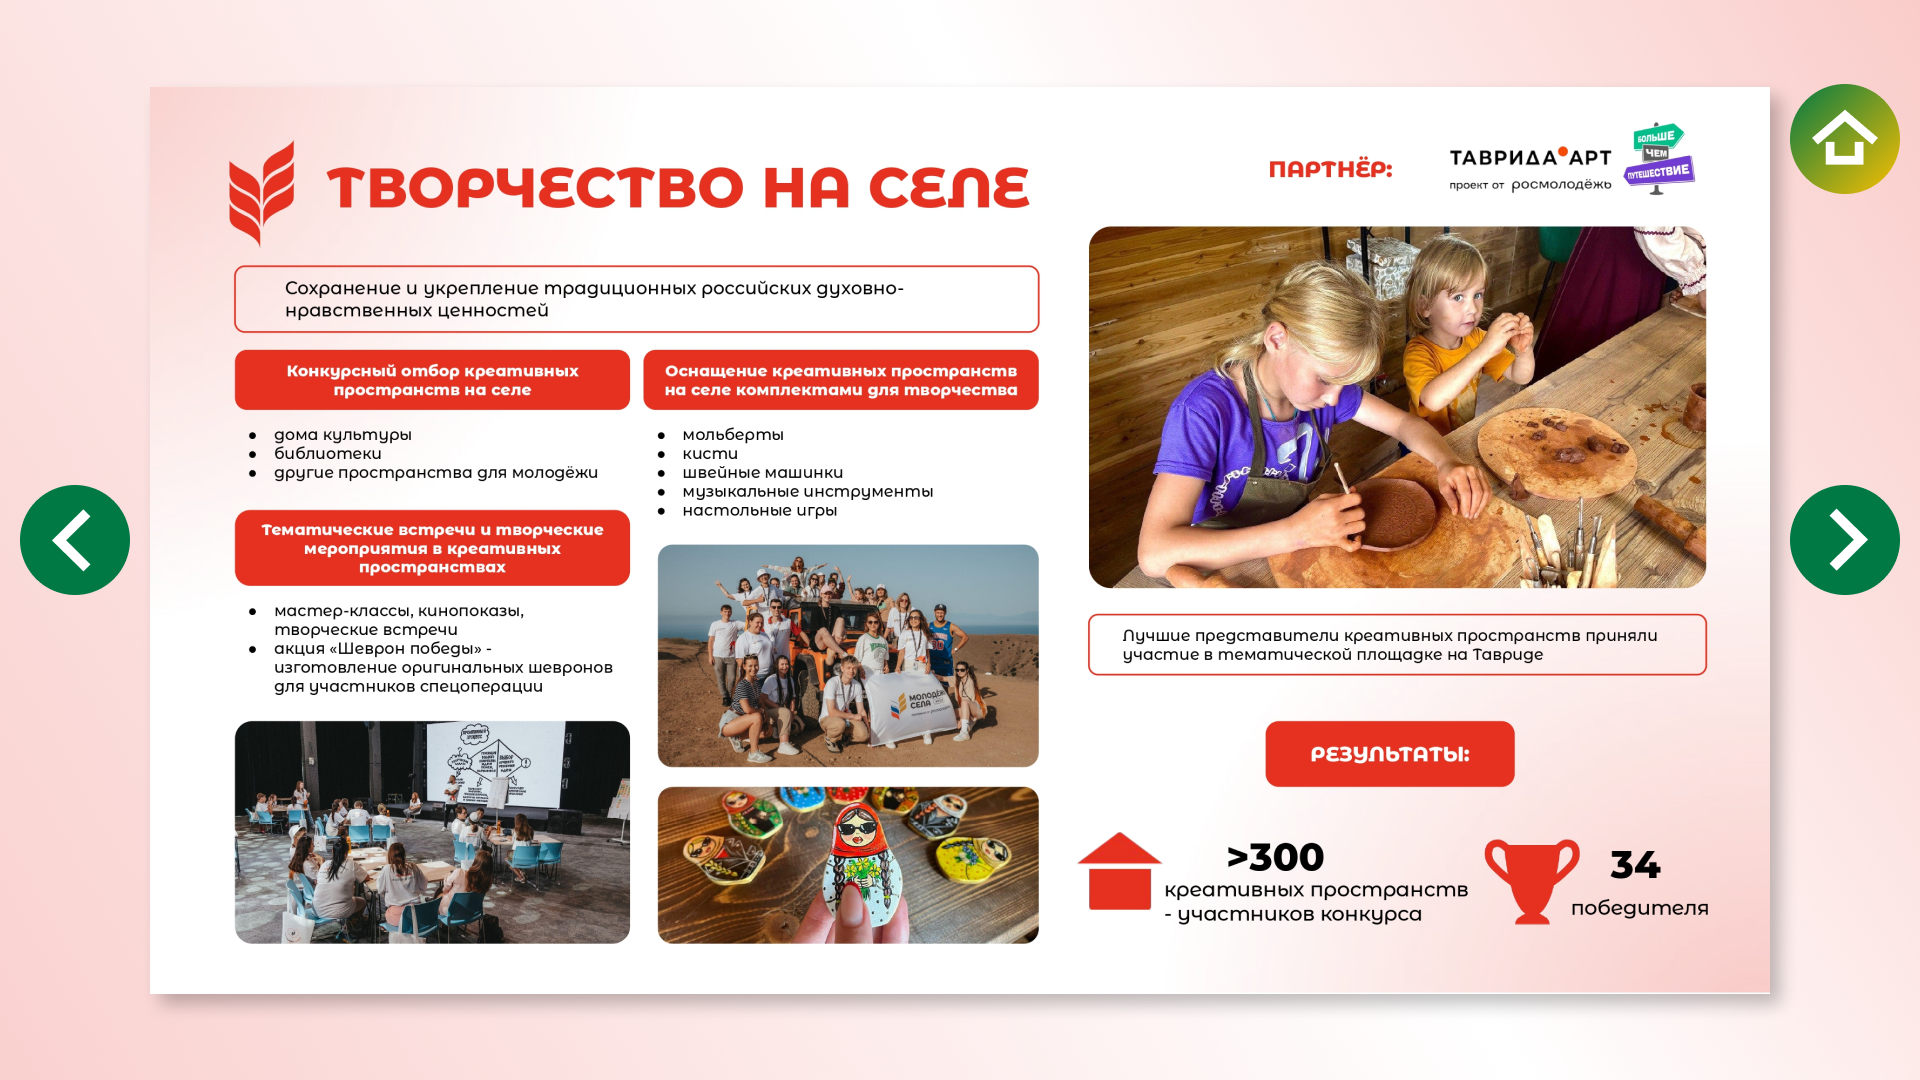 ТВОРЧЕСТВО НА СЕЛЕ
ПАРТНЁР:
ТАВРИДА АРТ
проект от росмолодёжь
БОЛЬШЕ
ЧЕМ
ПУТЕШЕСТВИЕ
Сохранение и укрепление традиционных российских духовно-
нравственных ценностей
Конкурсный отбор креативных
пространств на селе
● дома культуры
● библиотеки
● другие пространства для молодёжи
Тематические встречи и творческие
мероприятия в креативных
пространствах
● мастер-классы, кинопоказы,
творческие встречи
● акция «Шеврон победы» -
изготовление оригинальных шевронов
для участников спецоперации
Оснащение креативных пространств
на селе комплектами для творчества
● мольберты
● кисти
● швейные машинки
● музыкальные инструменты
● настольные игры
МОЛОДЁЖЬ
СЕЛА
Лучшие представители креативных пространств приняли
участие в тематической площадке на Тавриде
РЕЗУЛЬТАТЫ:
>300
креативных пространств
- участников конкурса
34
победителя